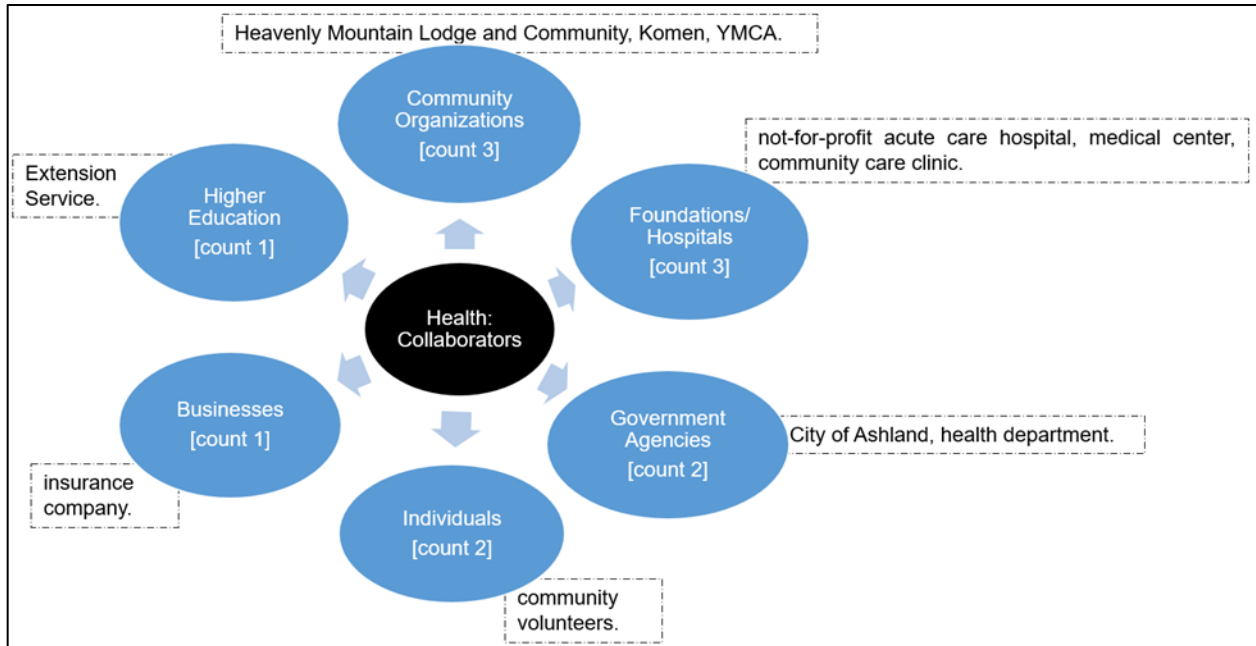 Heavenly Mountain Lodge and Community, Komen, YMCA.
Community
Organizations
[count 3]
not-for-profit acute care hospital, medical center,
community care clinic.
Foundations/
Hospitals
[count 3]
Extension
Service.
Higher
Education
[count 1]
Health:
Collaborators
Businesses
[count 1]
insurance
company.
Government
Agencies
[count 2]
City of Ashland, health department.
Individuals
[count 2]
community
volunteers.